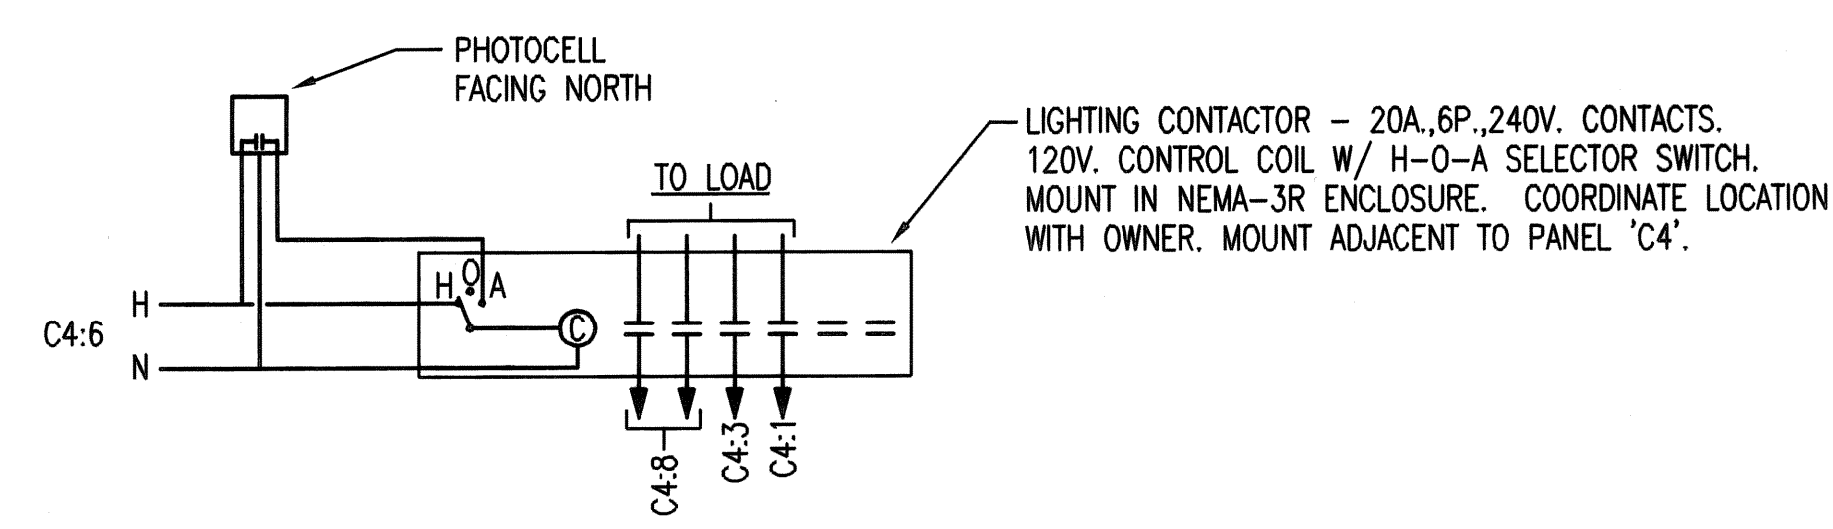 PHOTOCELL
FACING NORTH
LIGHTING CONTACTOR – 20A.,6P.,240V. CONTACTS.
120V. CONTROL COIL W/ H-O-A SELECTOR SWITCH.
MOUNT IN NEMA-3R ENCLOSURE. COORDINATE LOCATION
WITH OWNER. MOUNT ADJACENT TO PANEL 'C4'.
TO LOAD
H O A
H
C4:6
N
C
C4:8
C4:3
C4:1